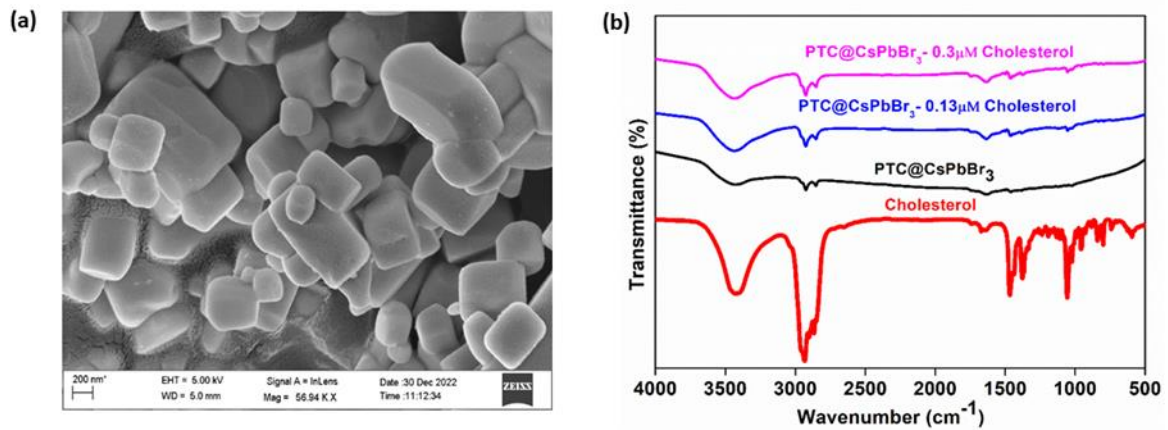 (a)
200 nm*
EHT = 5.00 kV
WD = 5.0 mm
Signal A = InLens
Mag = 56.94 K X
Date :30 Dec 2022
Time :11:12:34
ZEISS
(b)
PTC@CsPbBr₃- 0.3µM Cholesterol
PTC@CsPbBr₃- 0.13µM Cholesterol
PTC@CsPbBr₃
Cholesterol
Transmittance (%)
4000 3500 3000 2500 2000 1500 1000 500
Wavenumber (cm⁻¹)